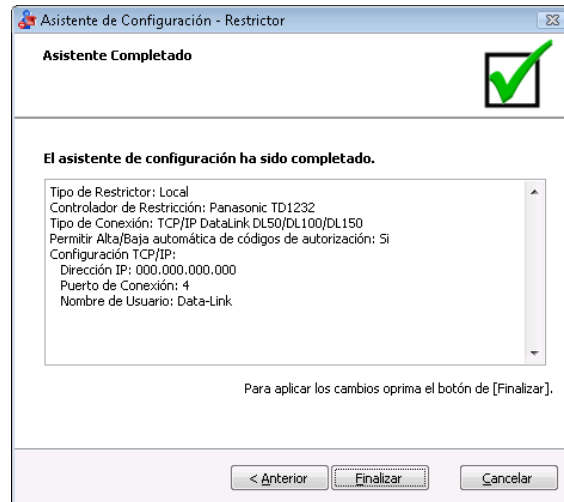 Asistente de Configuración - Restrictor
Asistente Completado
El asistente de configuración ha sido completado.
Tipo de Restrictor: Local
Controlador de Restricción: Panasonic TD1232
Tipo de Conexión: TCP/IP DataLink DL50/DL100/DL150
Permitir Alta/Baja automática de códigos de autorización: Si
Configuración TCP/IP:
Dirección IP: 000.000.000.000
Puerto de Conexión: 4
Nombre de Usuario: Data-Link
Para aplicar los cambios oprima el botón de [Finalizar].
< Anterior
Finalizar
Cancelar